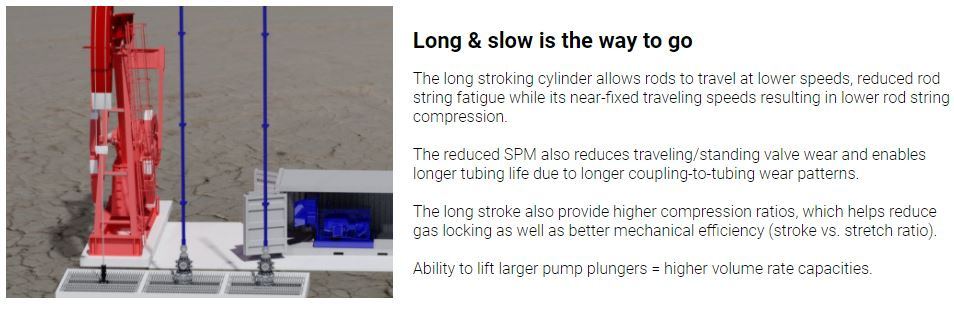 Long & slow is the way to go
The long stroking cylinder allows rods to travel at lower speeds, reduced rod
string fatigue while its near-fixed traveling speeds resulting in lower rod string
compression.
The reduced SPM also reduces traveling/standing valve wear and enables
longer tubing life due to longer coupling-to-tubing wear patterns.
The long stroke also provide higher compression ratios, which helps reduce
gas locking as well as better mechanical efficiency (stroke vs. stretch ratio).
Ability to lift larger pump plungers = higher volume rate capacities.